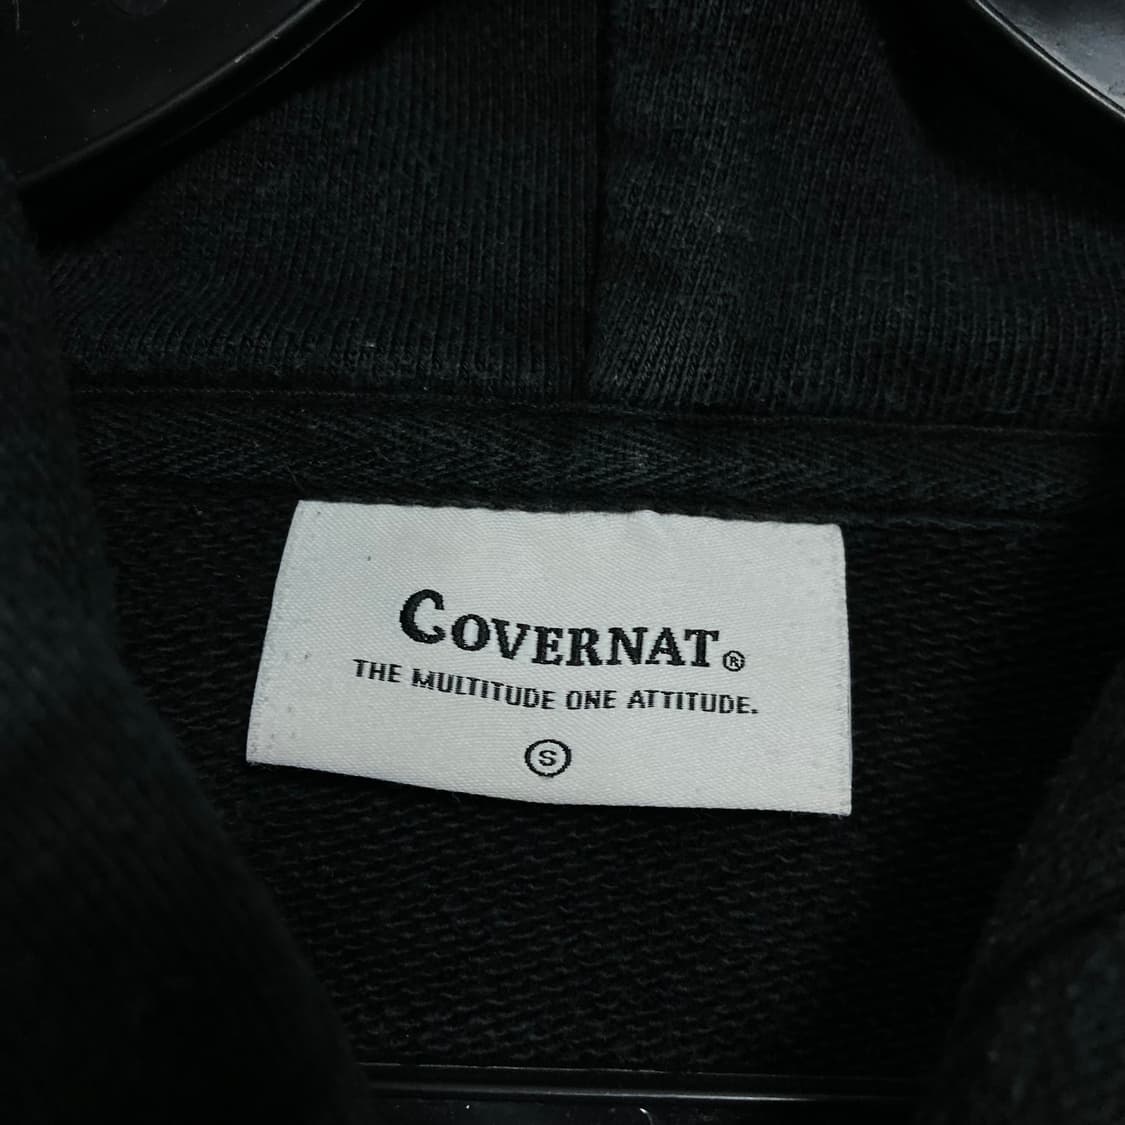 COVERNAT®
THE MULTITUDE ONE ATTITUDE.
S